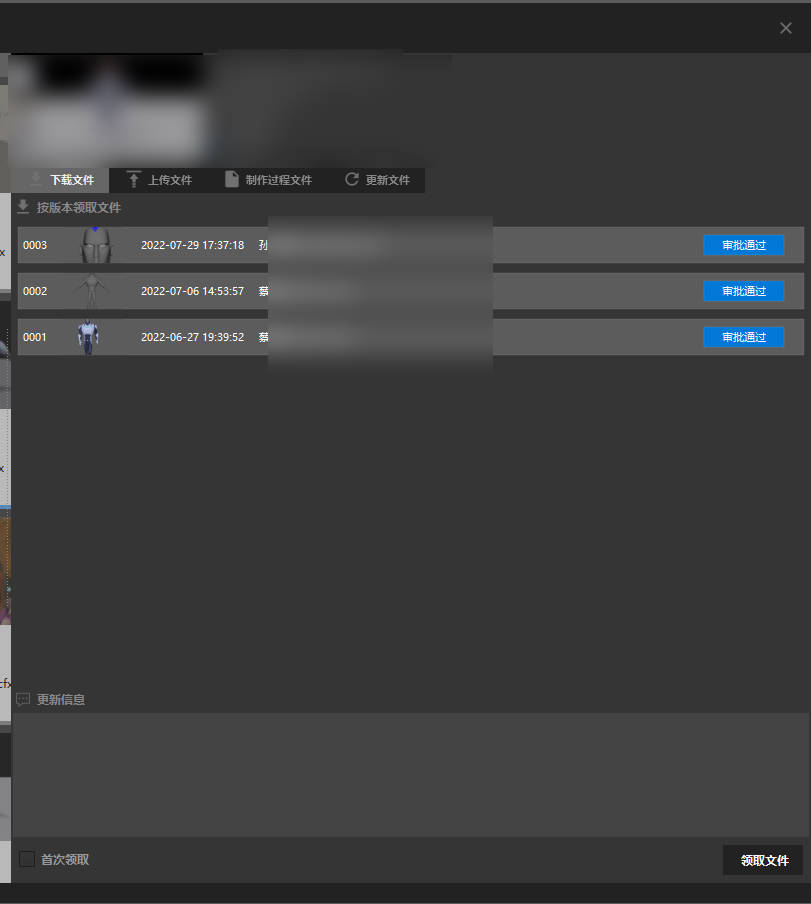 下载文件 上传文件 制作过程文件 更新文件
按版本领取文件
0003 2022-07-29 17:37:18 孙 审批通过
0002 2022-07-06 14:53:57 蔡 审批通过
0001 2022-06-27 19:39:52 蔡 审批通过
更新信息
首次领取 领取文件